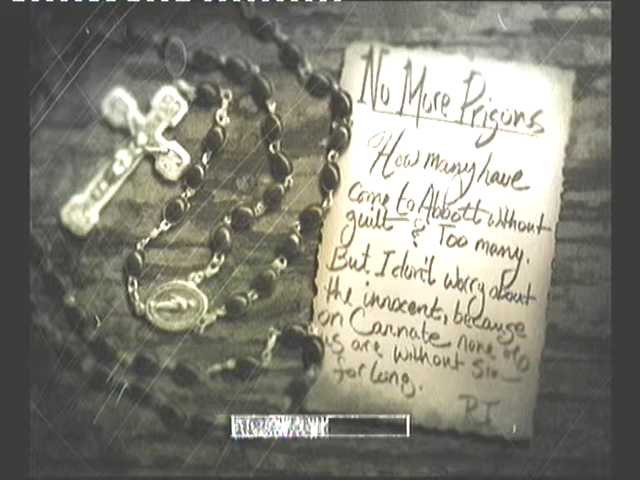 No More Prisons
How many have
come to Abbott without
guilt? Too many.
But I don't worry about
the innocent, because
on Carnate none of
us are without sin
for long.